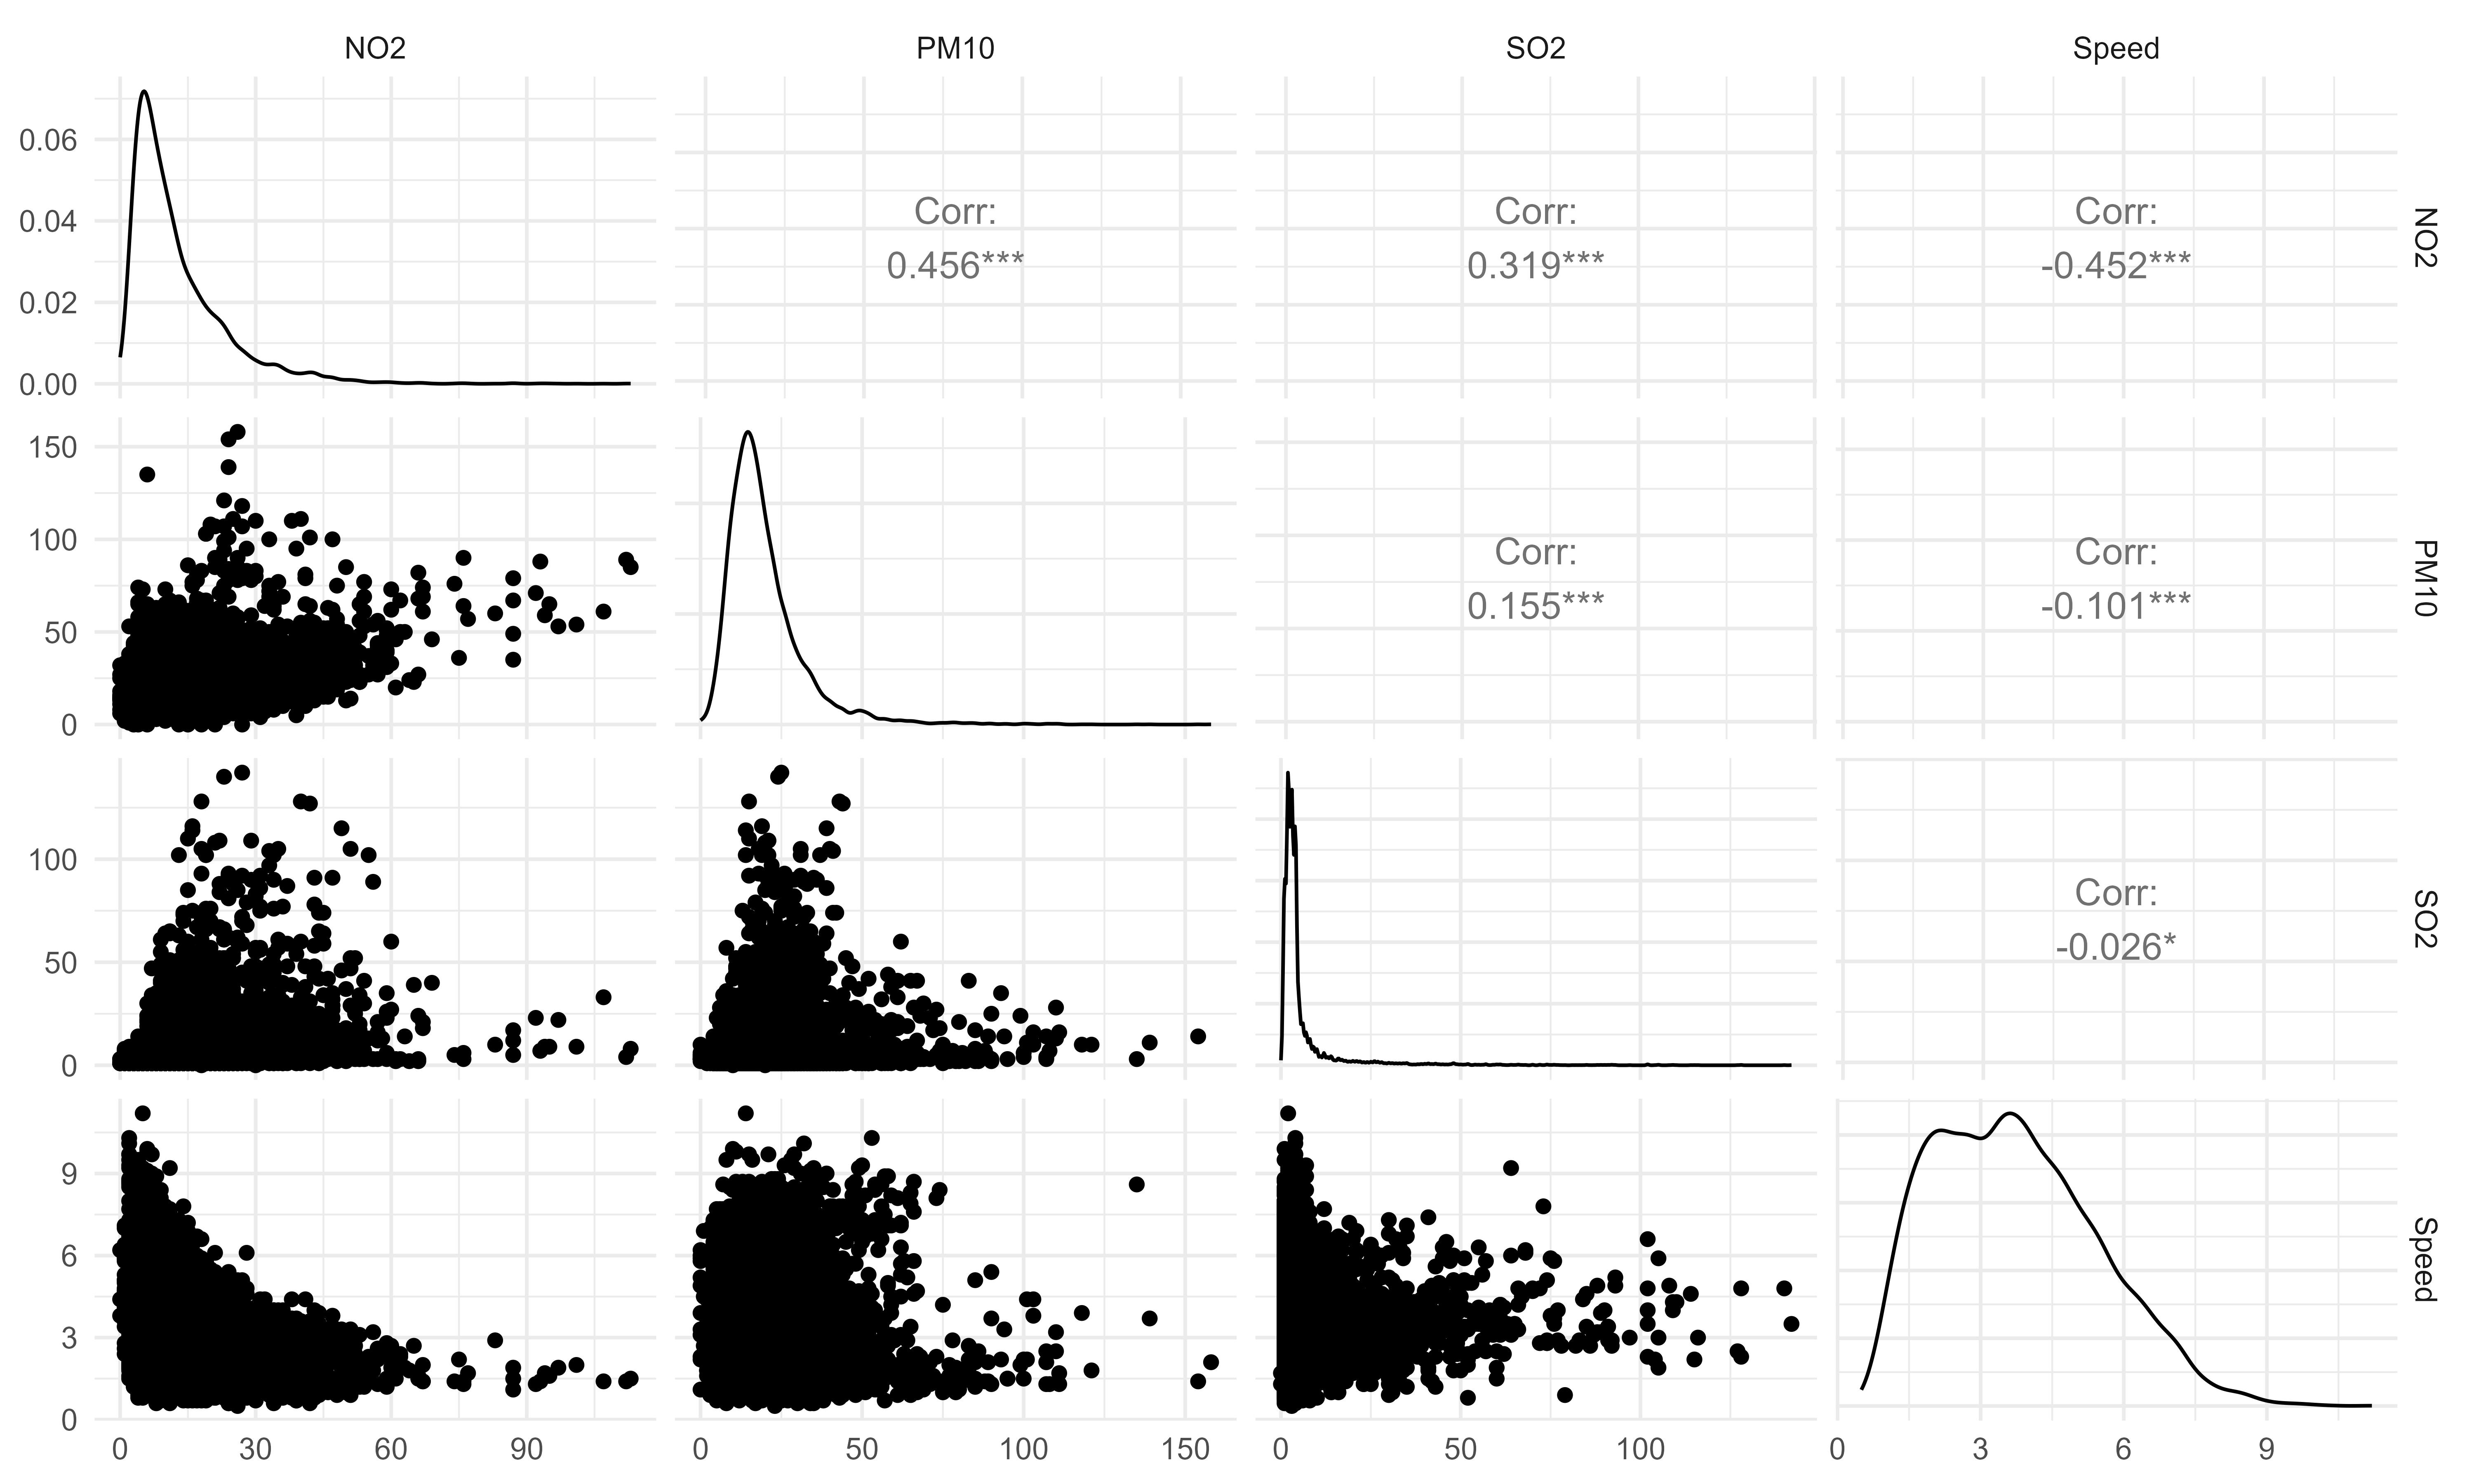 NO2 PM10 SO2 Speed
0.06
0.04
0.02
0.00
Corr:
0.456***
Corr:
0.319***
Corr:
-0.452***
NO2
150
100
50
0
Corr:
0.155***
Corr:
-0.101***
PM10
100
50
0
Corr:
-0.026*
SO2
9
6
3
0
Speed
0 30 60 90 0 50 100 150 0 50 100 0 3 6 9